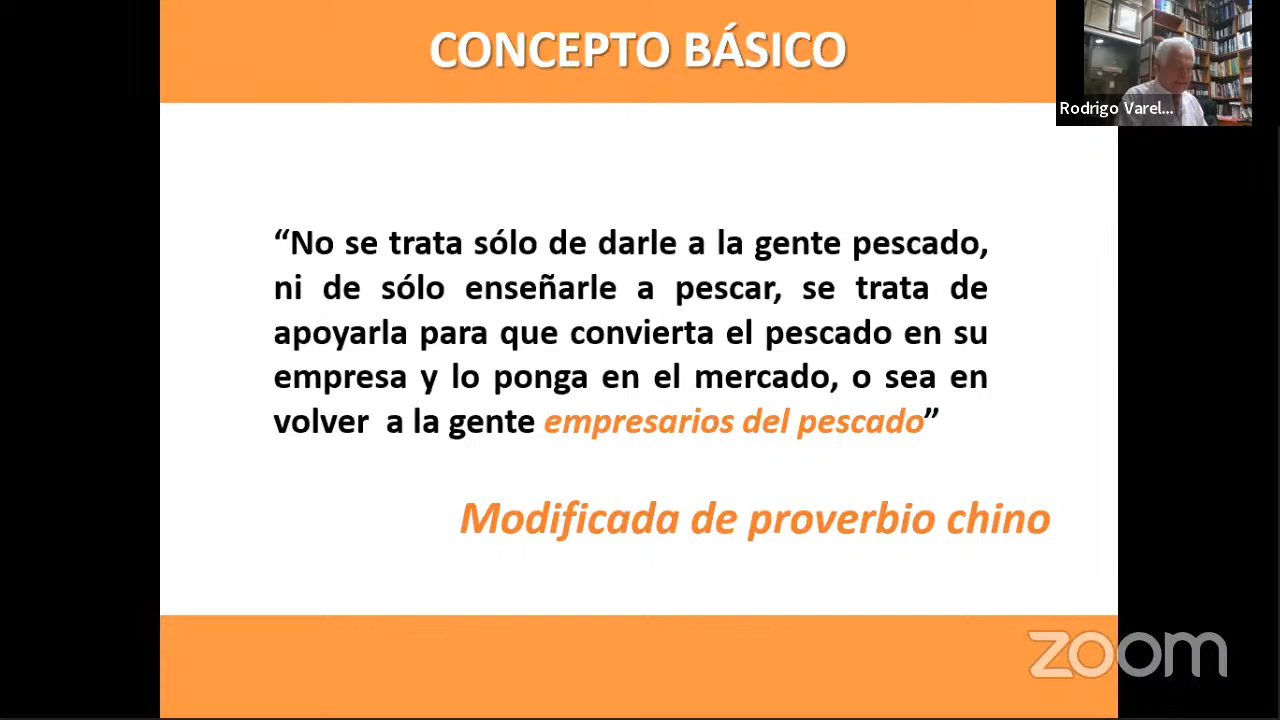 CONCEPTO BÁSICO
Rodrigo Varel...
“No se trata sólo de darle a la gente pescado,
ni de sólo enseñarle a pescar, se trata de
apoyarla para que convierta el pescado en su
empresa y lo ponga en el mercado, o sea en
volver a la gente empresarios del pescado”
Modificada de proverbio chino
zoom